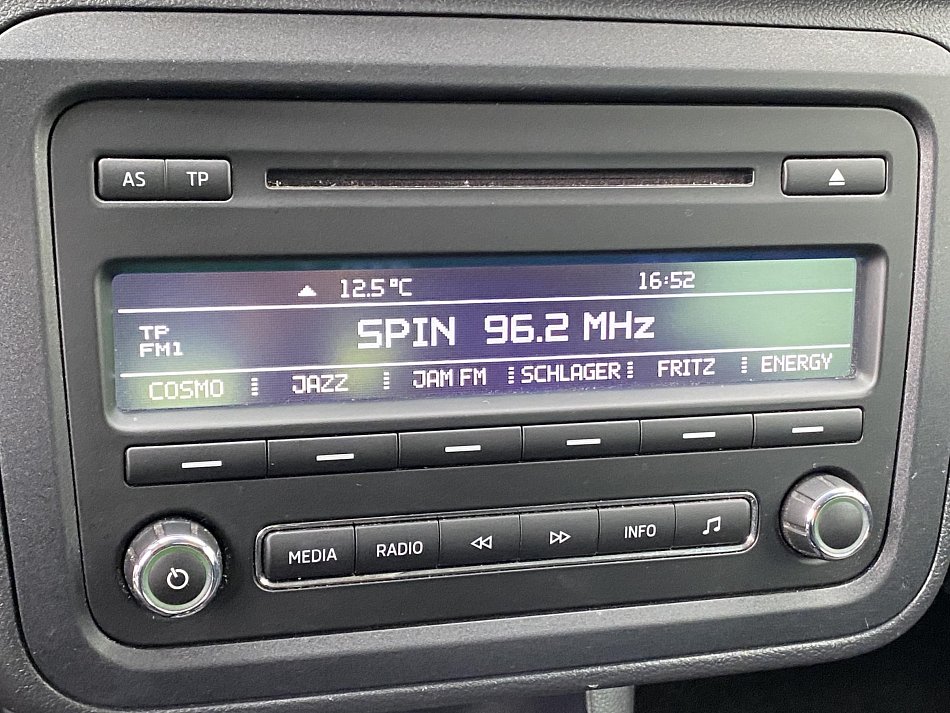 AS TP
12.5°C 16:52
TP
FM1
SPIN 96.2 MHz
COSMO JAZZ JAM FM SCHLAGER FRITZ ENERGY
MEDIA RADIO INFO